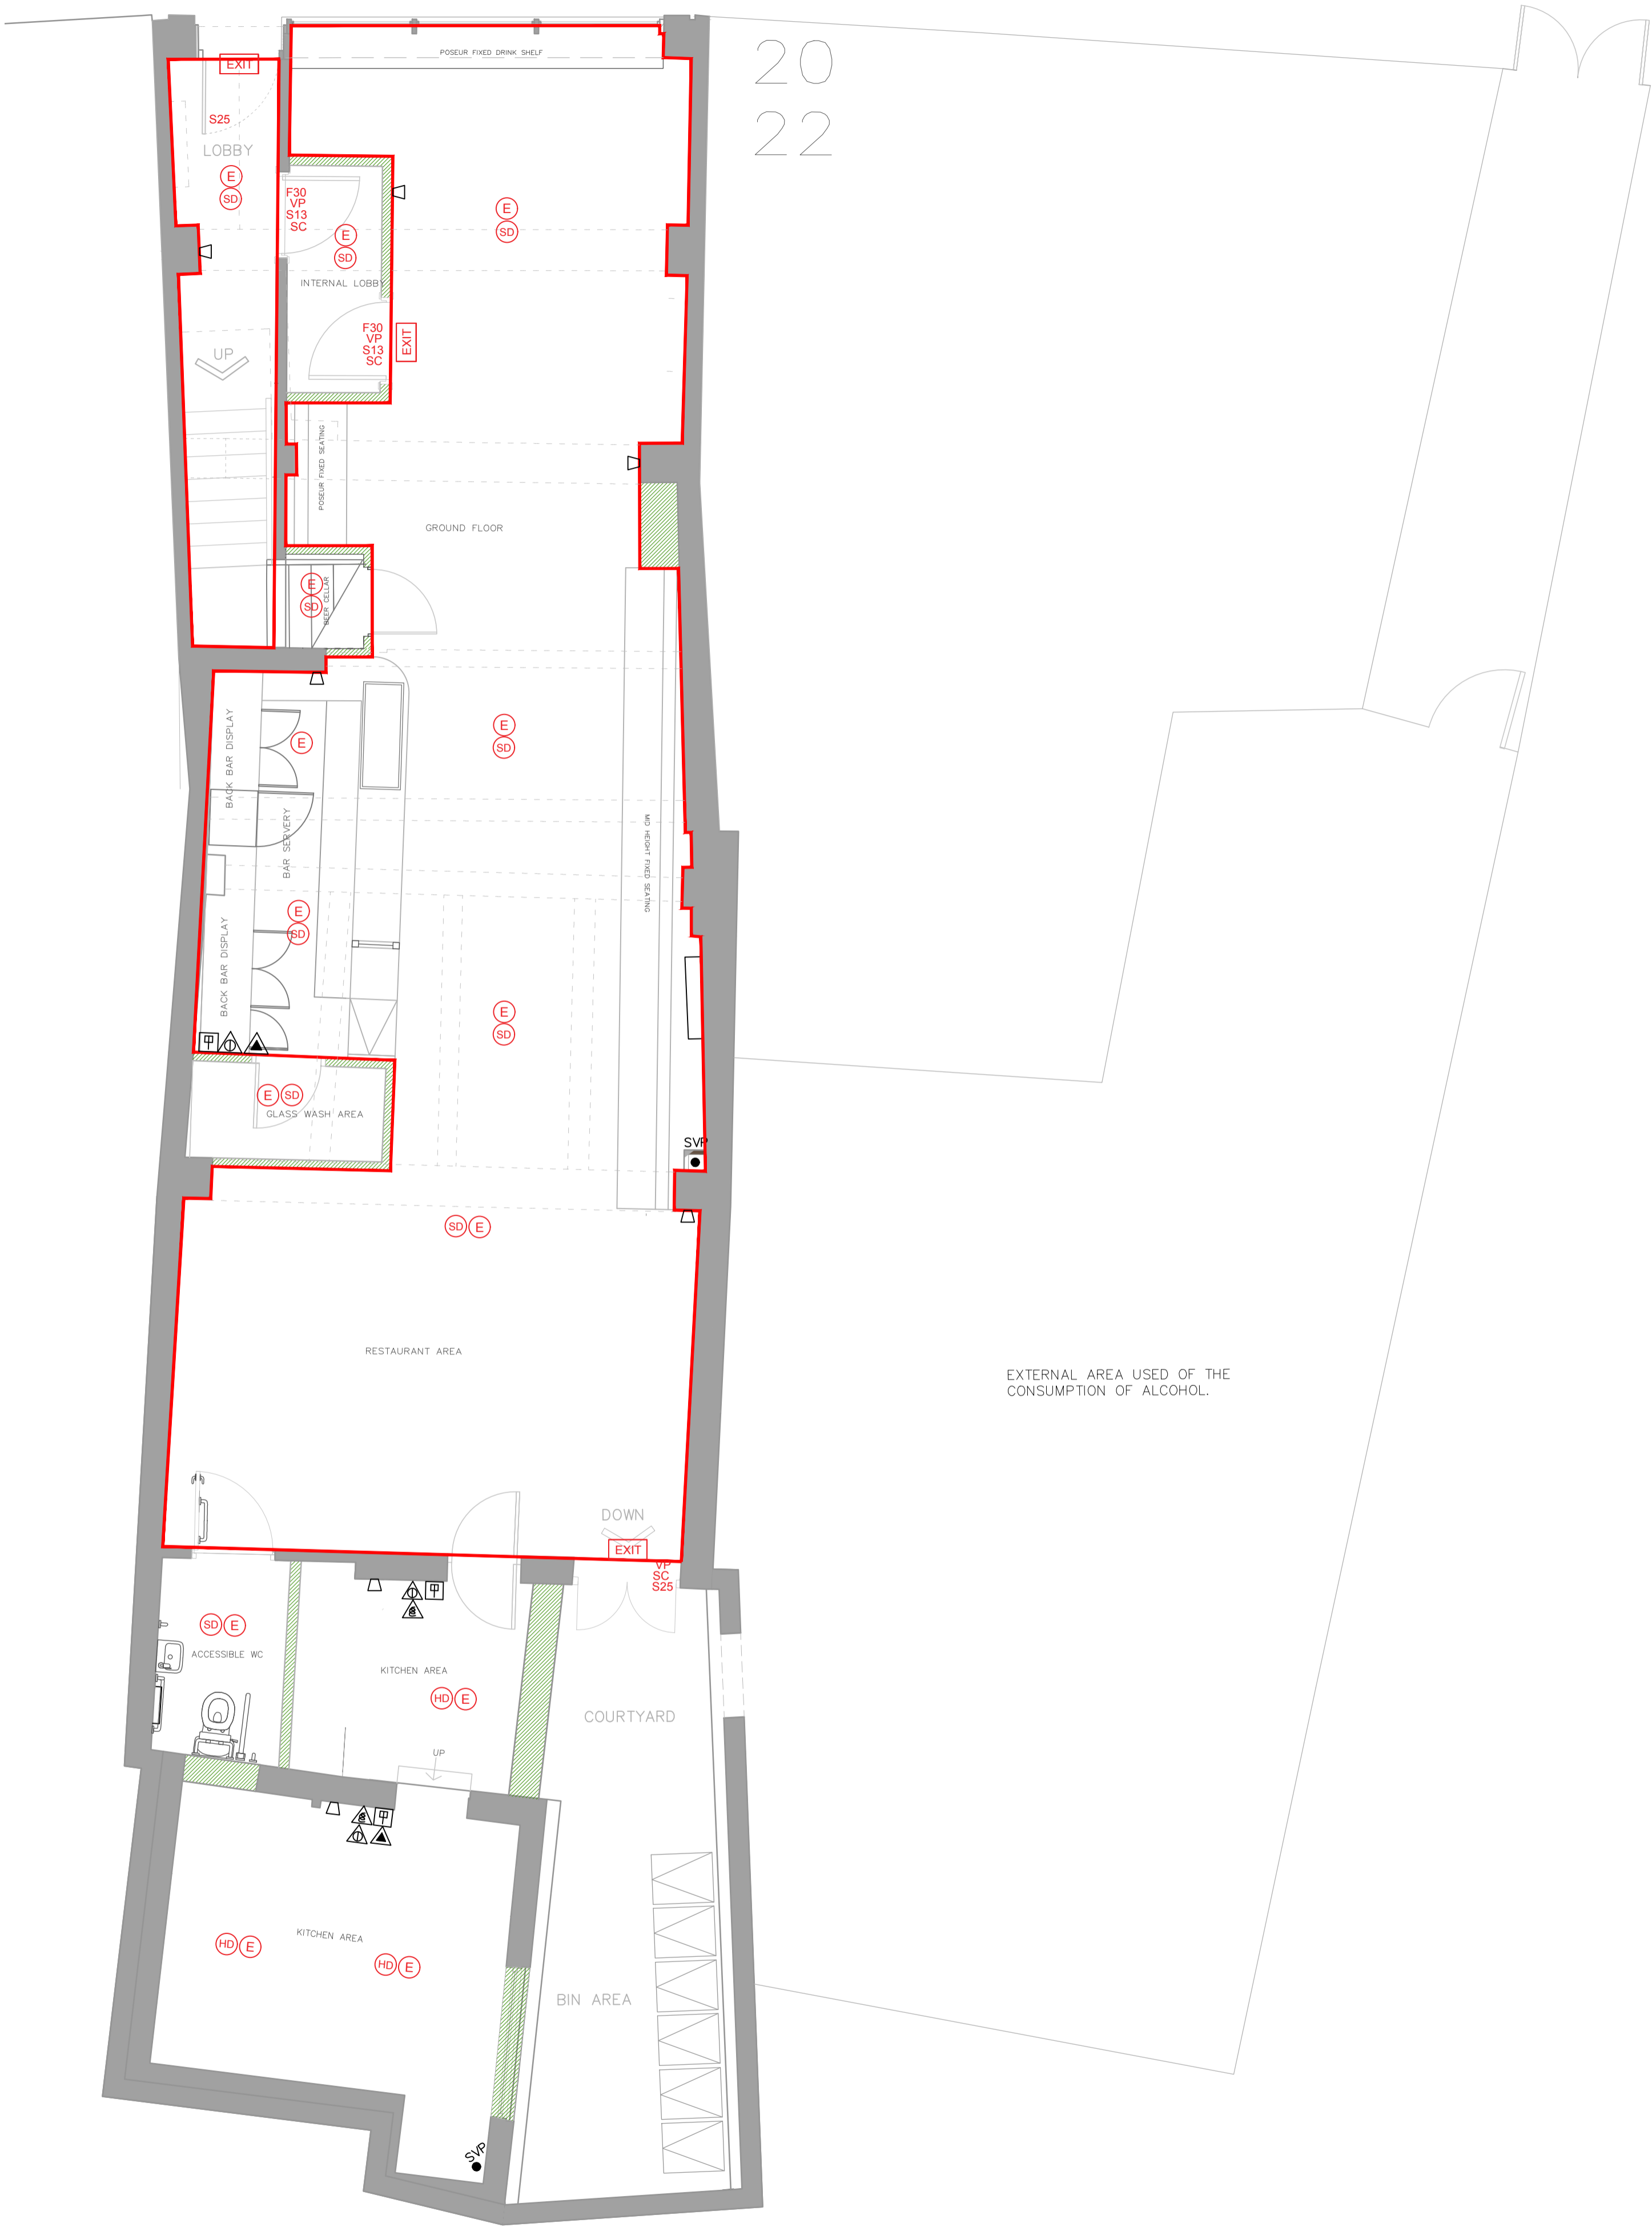 POSEUR FIXED DRINK SHELF
20
22
EXIT
S25
LOBBY
E
SD
F30
VP
S13
SC
E
SD
E
SD
INTERNAL LOBBY
F30
VP
S13
SC
EXIT
UP
POSEUR FIXED SEATING
GROUND FLOOR
E
SD
BEER CELLAR
BACK BAR DISPLAY
E
E
SD
BAR SERVERY
MID HEIGHT FIXED SEATING
E
SD
BACK BAR DISPLAY
E
SD
E SD
GLASS WASH AREA
SVP
SD E
RESTAURANT AREA
EXTERNAL AREA USED OF THE
CONSUMPTION OF ALCOHOL.
DOWN
EXIT
VP
SC
S25
SD E
ACCESSIBLE WC
KITCHEN AREA
HD E
COURTYARD
UP
KITCHEN AREA
HD E
HD E
BIN AREA
SVP